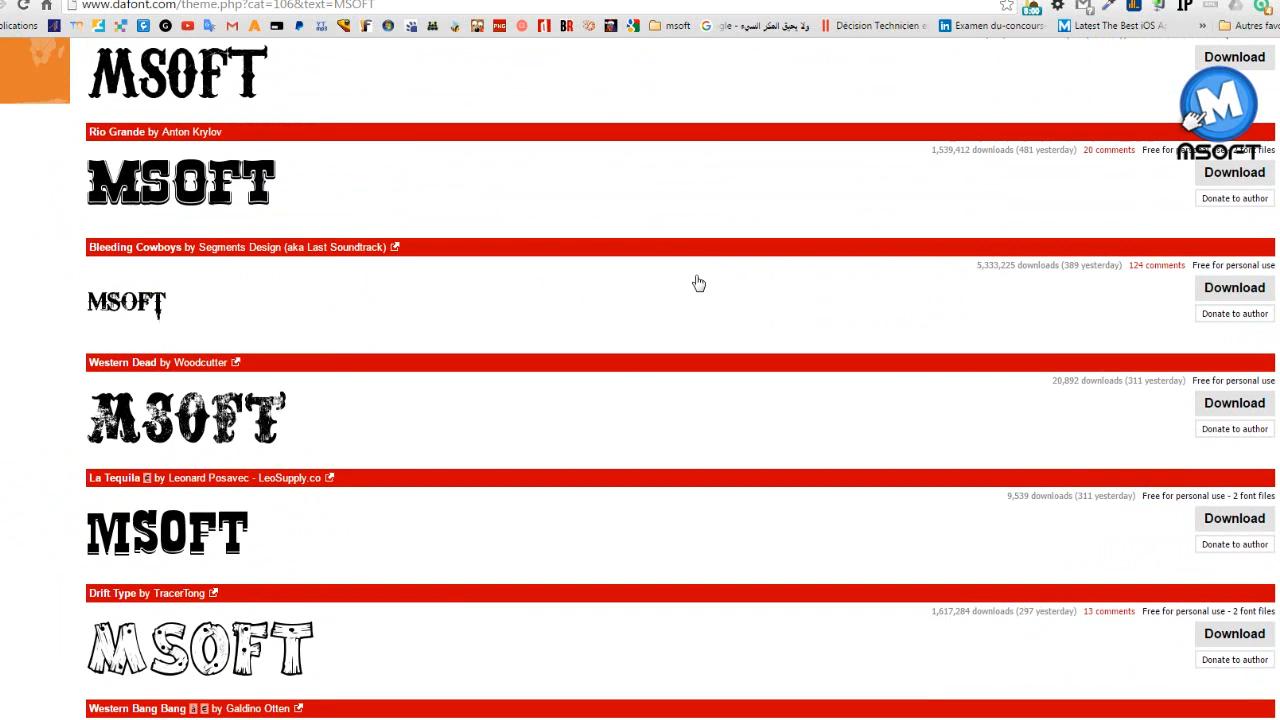 www.dafont.com/theme.php?cat=106&text=MSOFT
msoft
Decision Technicien e
Examen du-concours
Latest The Best iOS A
Autres favo
MSOFT
Download
Rio Grande by Anton Krylov
1,539,412 downloads (481 yesterday) 20 comments Free for personal use - 2 font files
MSOFT
Download
Donate to author
MSOFT
Bleeding Cowboys by Segments Design (aka Last Soundtrack)
5,333,225 downloads (389 yesterday) 124 comments Free for personal use
MSOFT
Download
Donate to author
Western Dead by Woodcutter
20,892 downloads (311 yesterday) Free for personal use
MSOFT
Download
Donate to author
La Tequila € by Leonard Posavec - LeoSupply.co
9,539 downloads (311 yesterday) Free for personal use - 2 font files
MSOFT
Download
Donate to author
Drift Type by TracerTong
1,617,284 downloads (297 yesterday) 13 comments Free for personal use - 2 font files
MSOFT
Download
Donate to author
Western Bang Bang à € by Galdino Otten